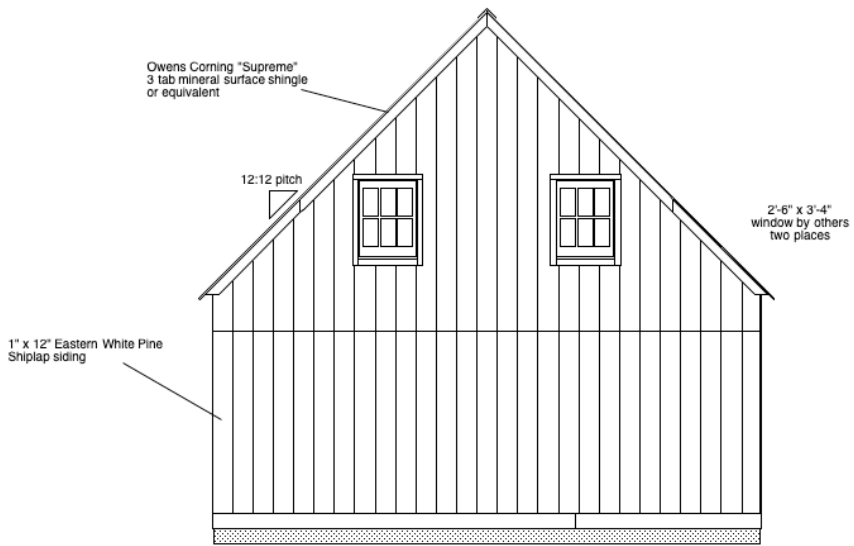 Owens Corning "Supreme"
3 tab mineral surface shingle
or equivalent
12:12 pitch
2'-6" x 3'-4"
window by others
two places
1" x 12" Eastern White Pine
Shiplap siding